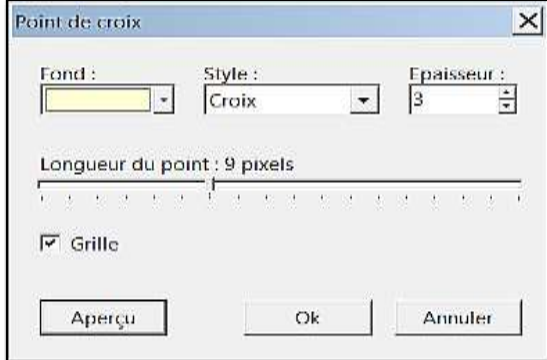 Point de croix
Fond : Style : Epaisseur :
Croix 3
Longueur du point : 9 pixels
Grille
Aperçu Ok Annuler